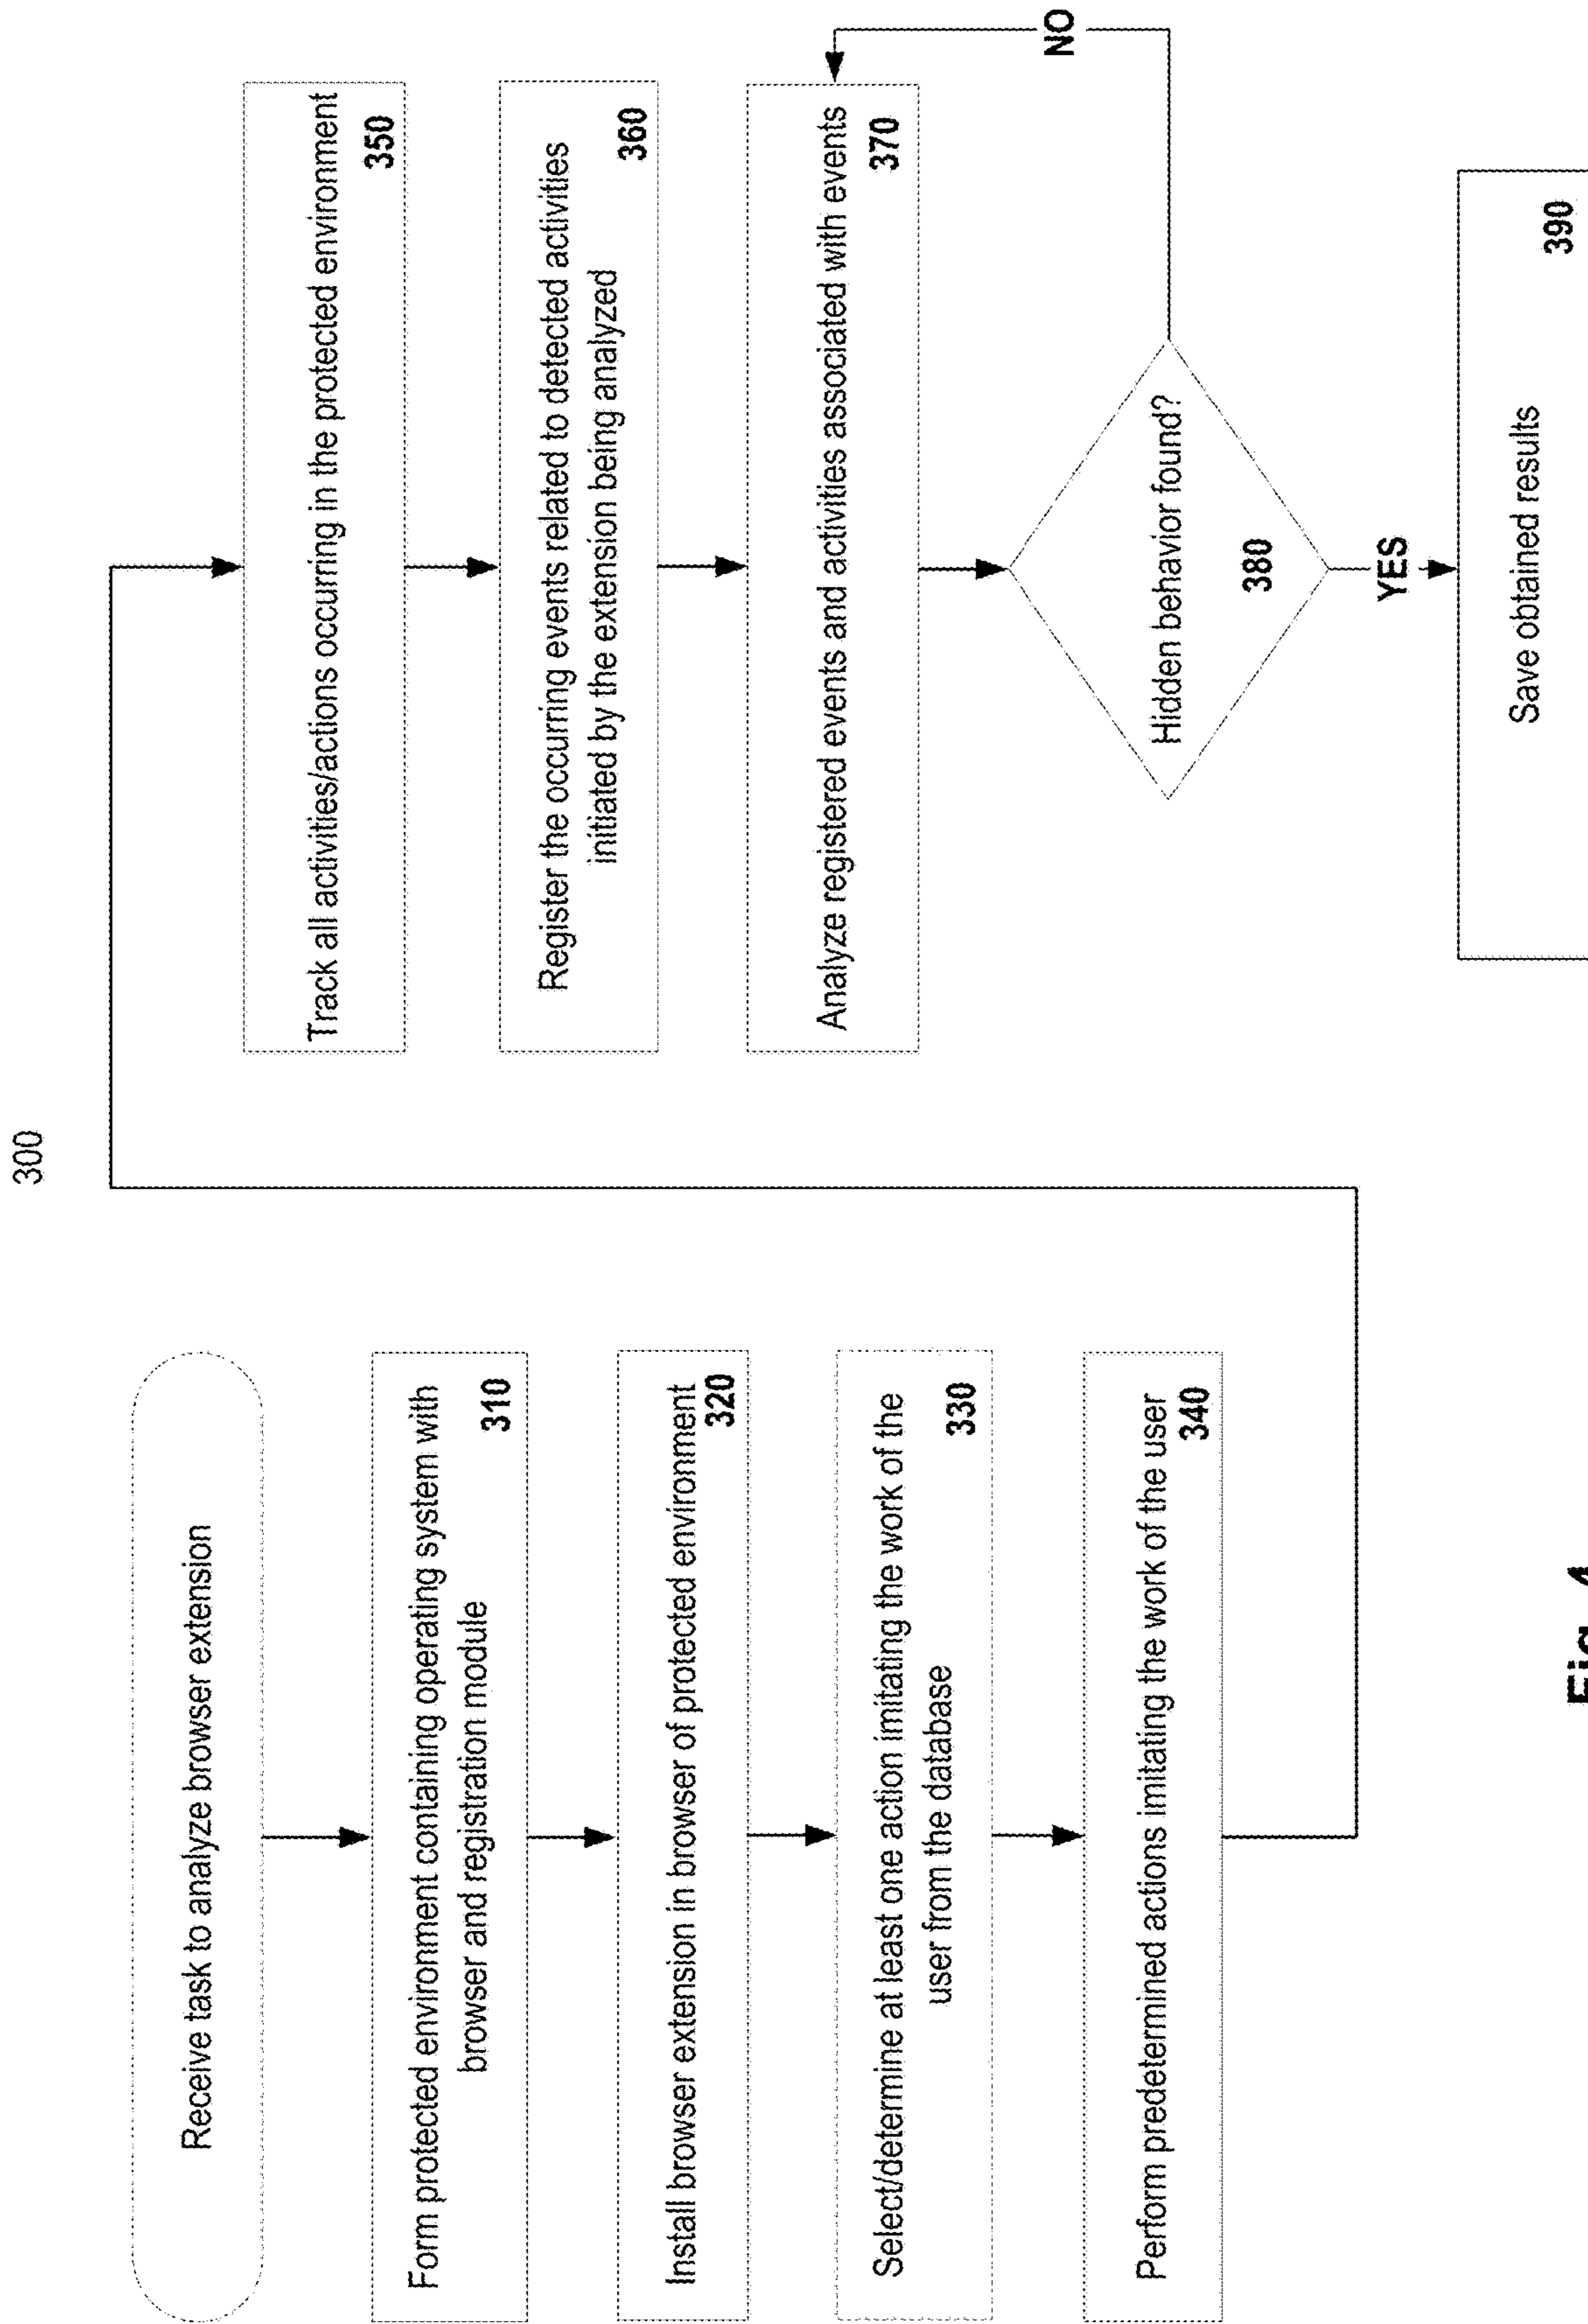 300
Receive task to analyze browser extension
Form protected environment containing operating system with
browser and registration module
310
Install browser extension in browser of protected environment
320
Select/determine at least one action imitating the work of the
user from the database
330
Perform predetermined actions imitating the work of the user
340
Track all activities/actions occurring in the protected environment
350
Register the occurring events related to detected activities
initiated by the extension being analyzed
360
Analyze registered events and activities associated with events
370
Hidden behavior found?
380
NO
YES
Save obtained results
390
Fig. 4